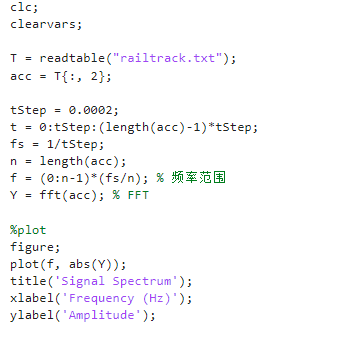 clc;
clearvars;
T = readtable("railtrack.txt");
acc = T{:, 2};
tStep = 0.0002;
t = 0:tStep:(length(acc)-1)*tStep;
fs = 1/tStep;
n = length(acc);
f = (0:n-1)*(fs/n); % 频率范围
Y = fft(acc); % FFT
%plot
figure;
plot(f, abs(Y));
title('Signal Spectrum');
xlabel('Frequency (Hz)');
ylabel('Amplitude');